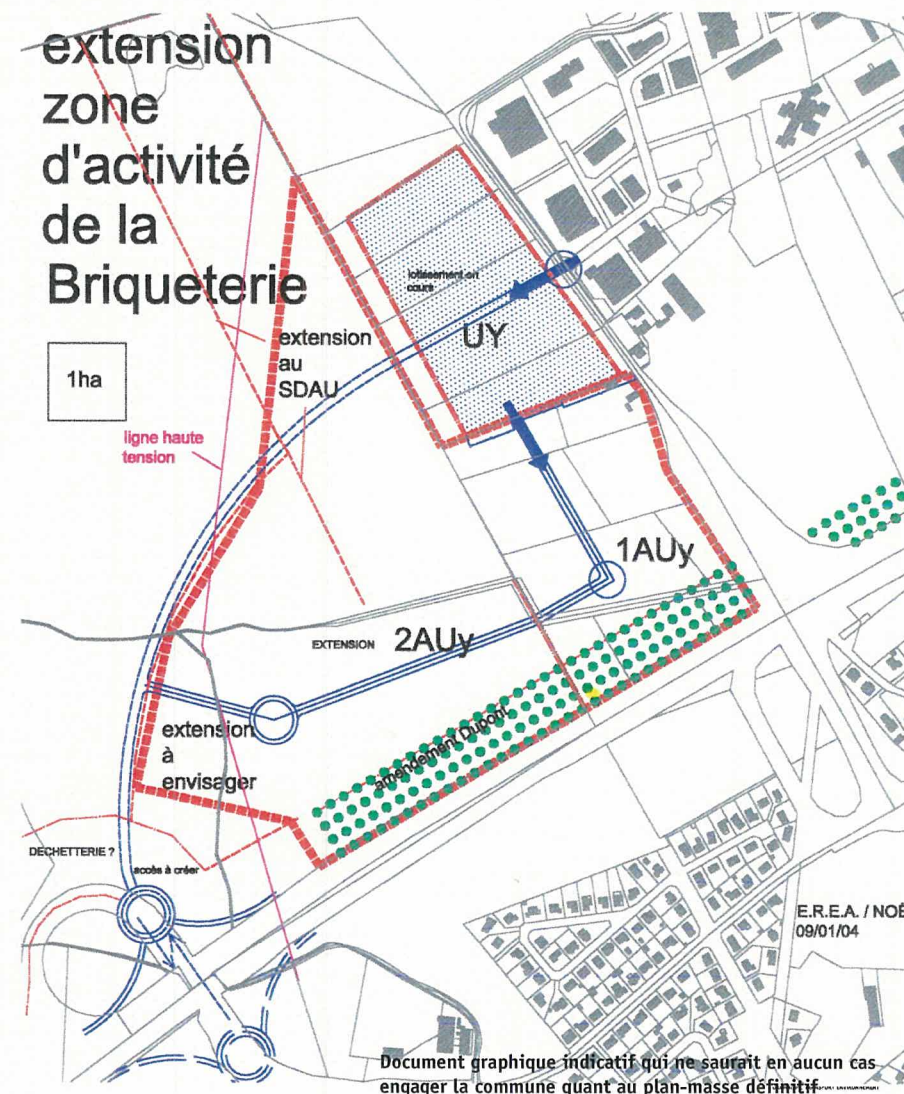 extension
zone
d'activité
de la
Briqueterie
1ha
extension
au
SDAU
ligne haute
tension
lotissement en
cours
UY
1AUy
EXTENSION
2AUy
extension
à
envisager
amendement Dupont
DECHETTERIE ?
accès à créer
E.R.E.A. / NOÉ
09/01/04
Document graphique indicatif qui ne saurait en aucun cas
engager la commune quant au plan-masse définitif